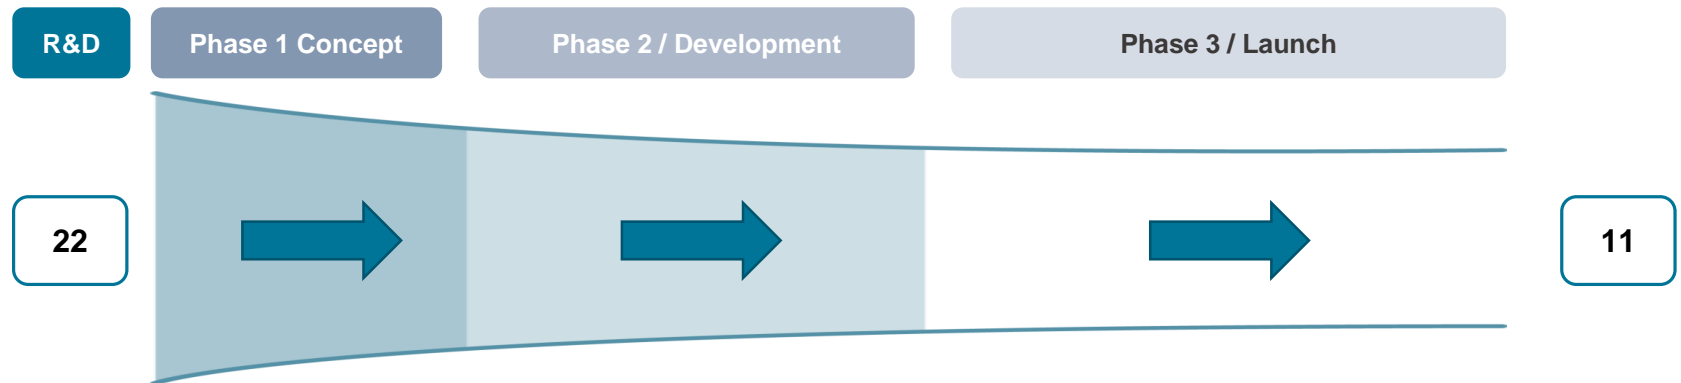 R&D
Phase 1 Concept
Phase 2 / Development
Phase 3 / Launch
22
11